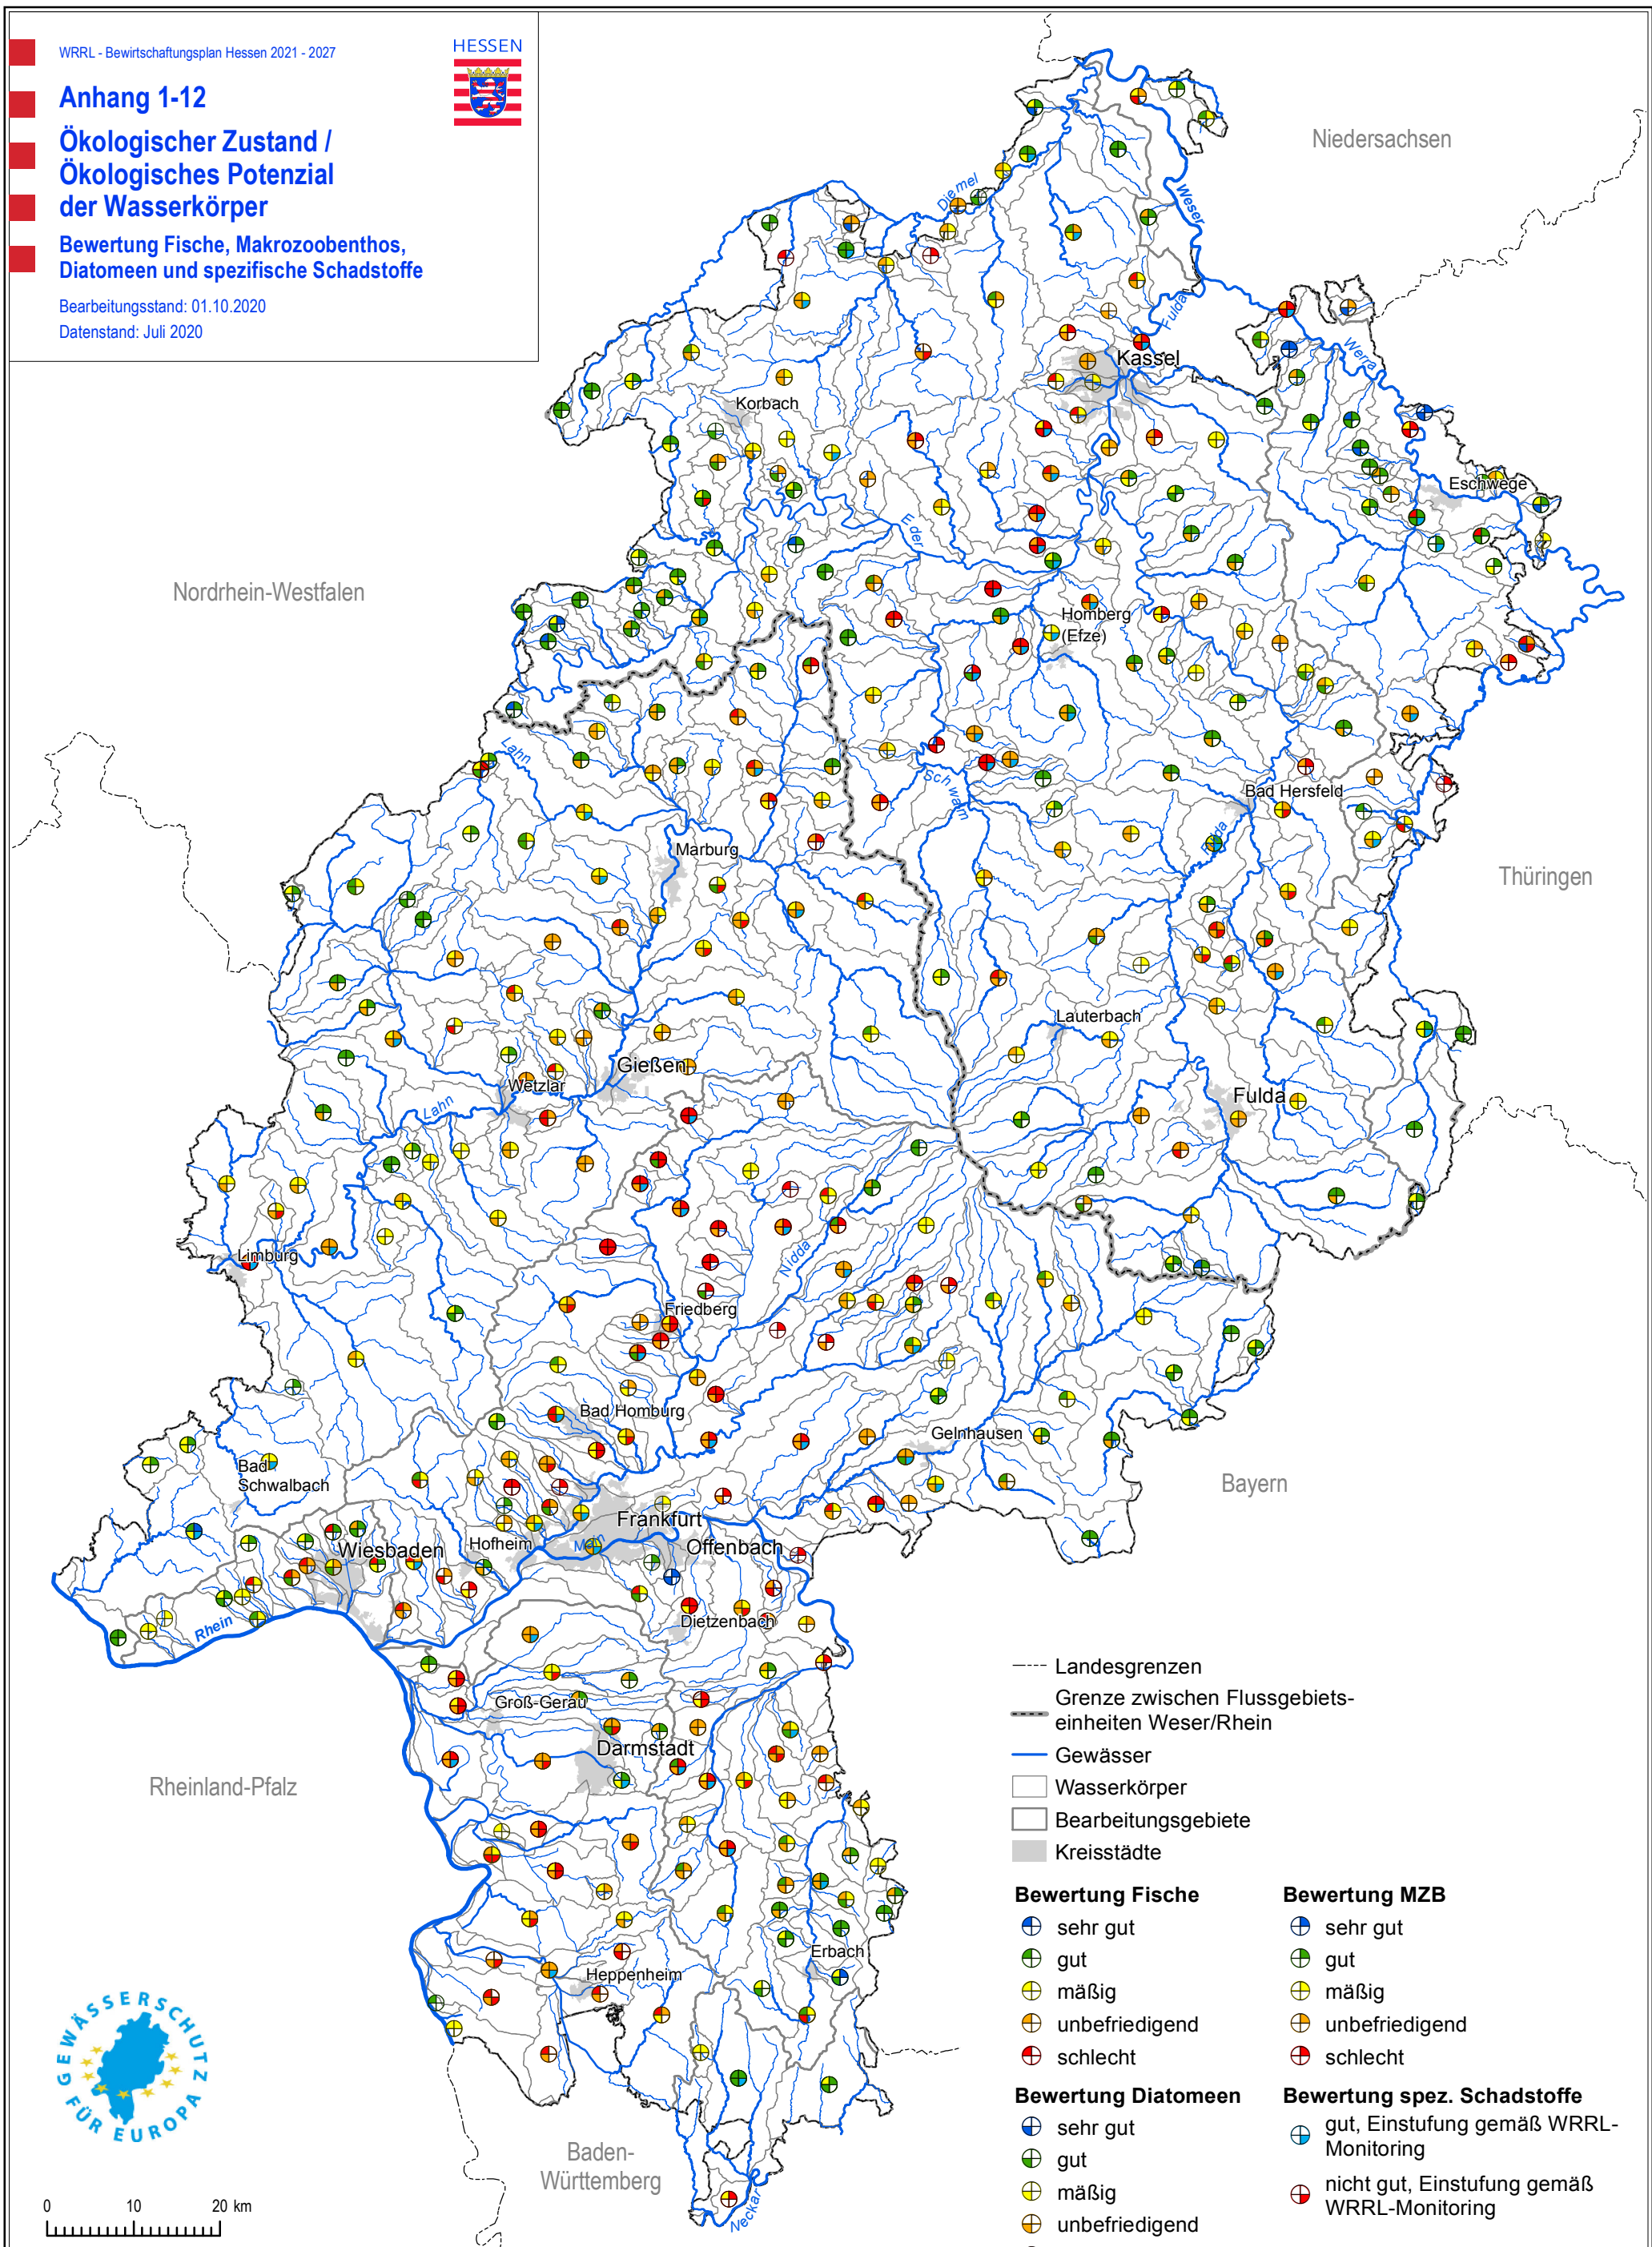 WRRL - Bewirtschaftungsplan Hessen 2021 - 2027
HESSEN
Anhang 1-12
Ökologischer Zustand /
Ökologisches Potenzial
der Wasserkörper
Bewertung Fische, Makrozoobenthos,
Diatomeen und spezifische Schadstoffe
Bearbeitungsstand: 01.10.2020
Datenstand: Juli 2020
Niedersachsen
Diemel
Weser
Fulda
Kassel
Werra
Korbach
Eschwege
Eder
Nordrhein-Westfalen
Homberg
(Efze)
Lahn
Schwalm
Bad Hersfeld
Fulda
Marburg
Thüringen
Lauterbach
Gießen
Wetzlar
Lahn
Fulda
Limburg
Nidda
Friedberg
Bad Homburg
Gelnhausen
Bad
Schwalbach
Bayern
Frankfurt
Main
Hofheim
Offenbach
Wiesbaden
Dietzenbach
Rhein
Groß-Gerau
Darmstadt
Rheinland-Pfalz
Erbach
Heppenheim
Baden-
Württemberg
Neckar
Landesgrenzen
Grenze zwischen Flussgebiets-
einheiten Weser/Rhein
Gewässer
Wasserkörper
Bearbeitungsgebiete
Kreisstädte
Bewertung Fische
sehr gut
gut
mäßig
unbefriedigend
schlecht
Bewertung MZB
sehr gut
gut
mäßig
unbefriedigend
schlecht
Bewertung Diatomeen
sehr gut
gut
mäßig
unbefriedigend
Bewertung spez. Schadstoffe
gut, Einstufung gemäß WRRL-
Monitoring
nicht gut, Einstufung gemäß
WRRL-Monitoring
GEWÄSSERSCHUTZ
FÜR EUROPA
0 10 20 km